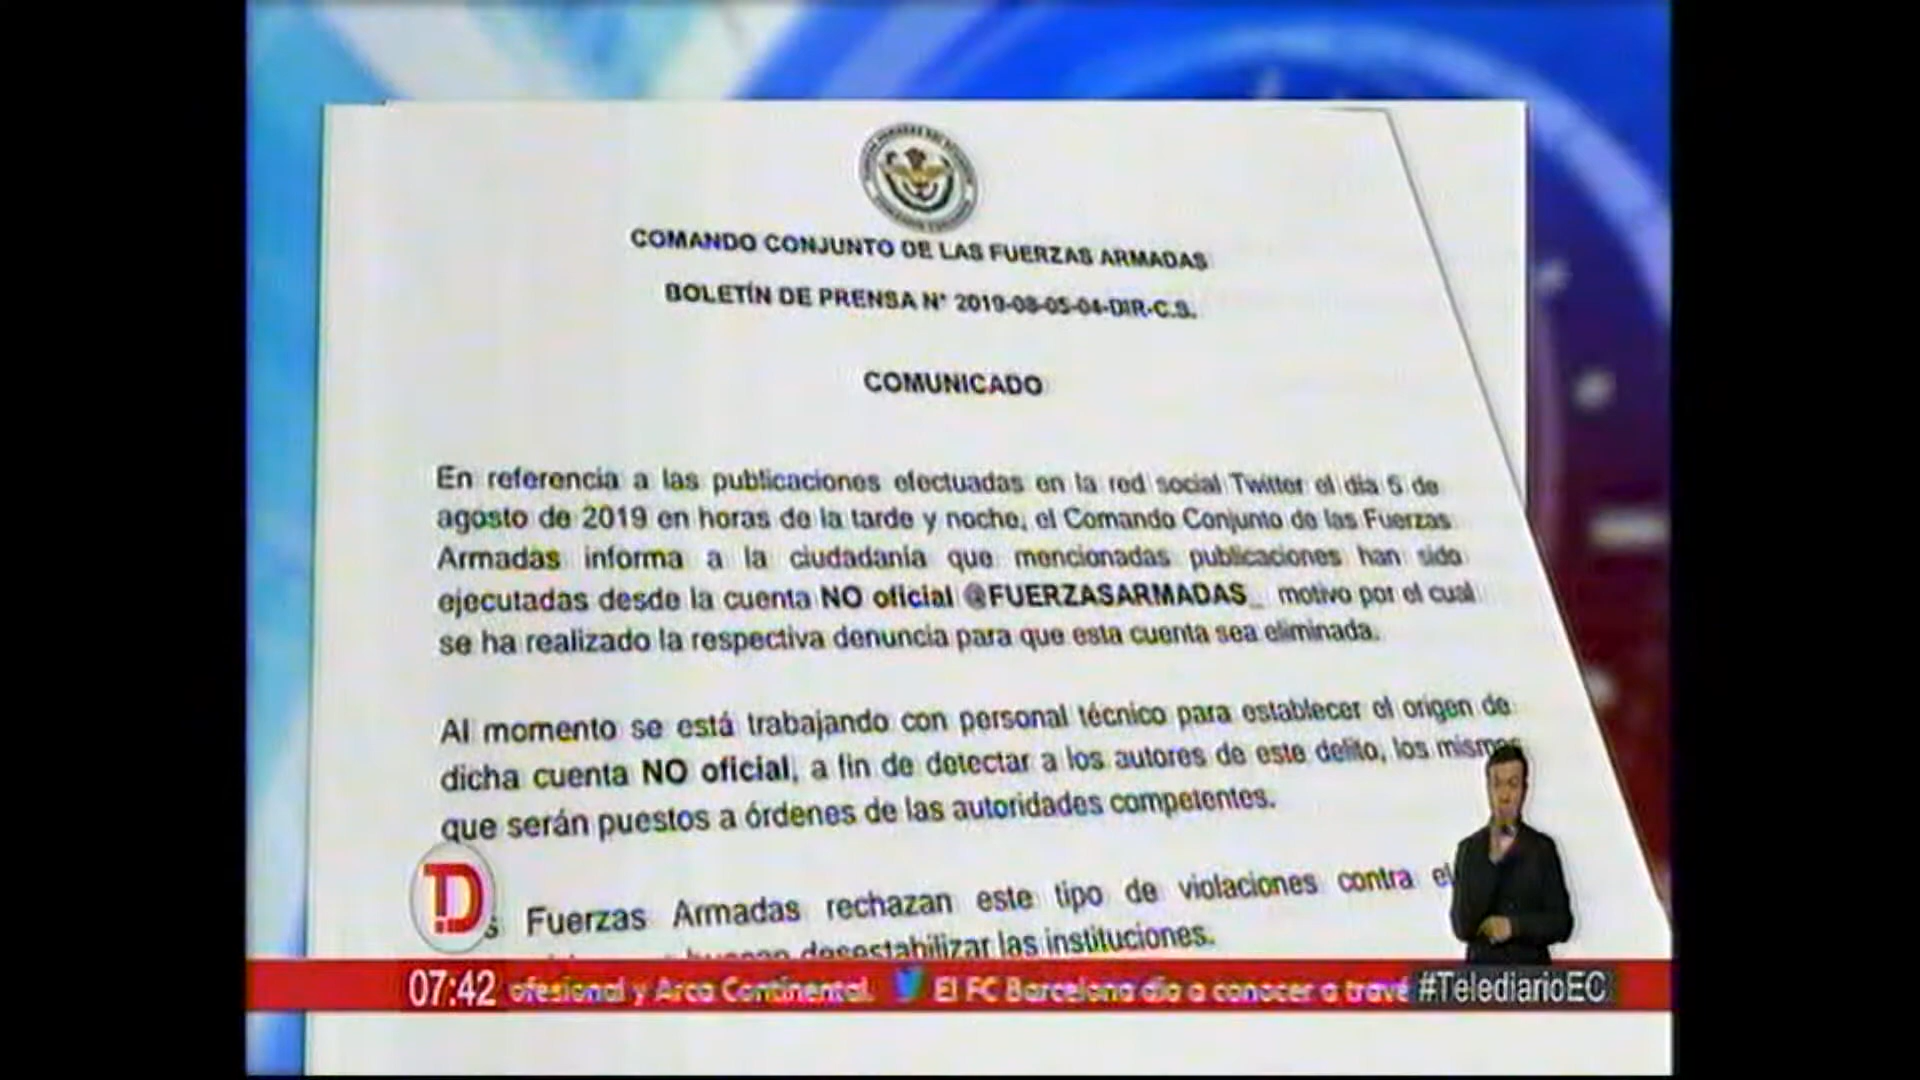 COMANDO CONJUNTO DE LAS FUERZAS ARMADAS
BOLETÍN DE PRENSA N° 2019-08-05-04-DIR-C.S.
COMUNICADO
En referencia a las publicaciones efectuadas en la red social Twitter el día 5 de
agosto de 2019 en horas de la tarde y noche, el Comando Conjunto de las Fuerzas
Armadas informa a la ciudadanía que mencionadas publicaciones han sido
ejecutadas desde la cuenta NO oficial @FUERZASARMADAS_ motivo por el cual
se ha realizado la respectiva denuncia para que esta cuenta sea eliminada.
Al momento se está trabajando con personal técnico para establecer el origen de
dicha cuenta NO oficial, a fin de detectar a los autores de este delito, los mismos
que serán puestos a órdenes de las autoridades competentes.
Fuerzas Armadas rechazan este tipo de violaciones contra el
desestabilizar las instituciones.
TD
07:42 ofesional y Arca Continental. El FC Barcelona dio a conocer a travé #TelediarioEC